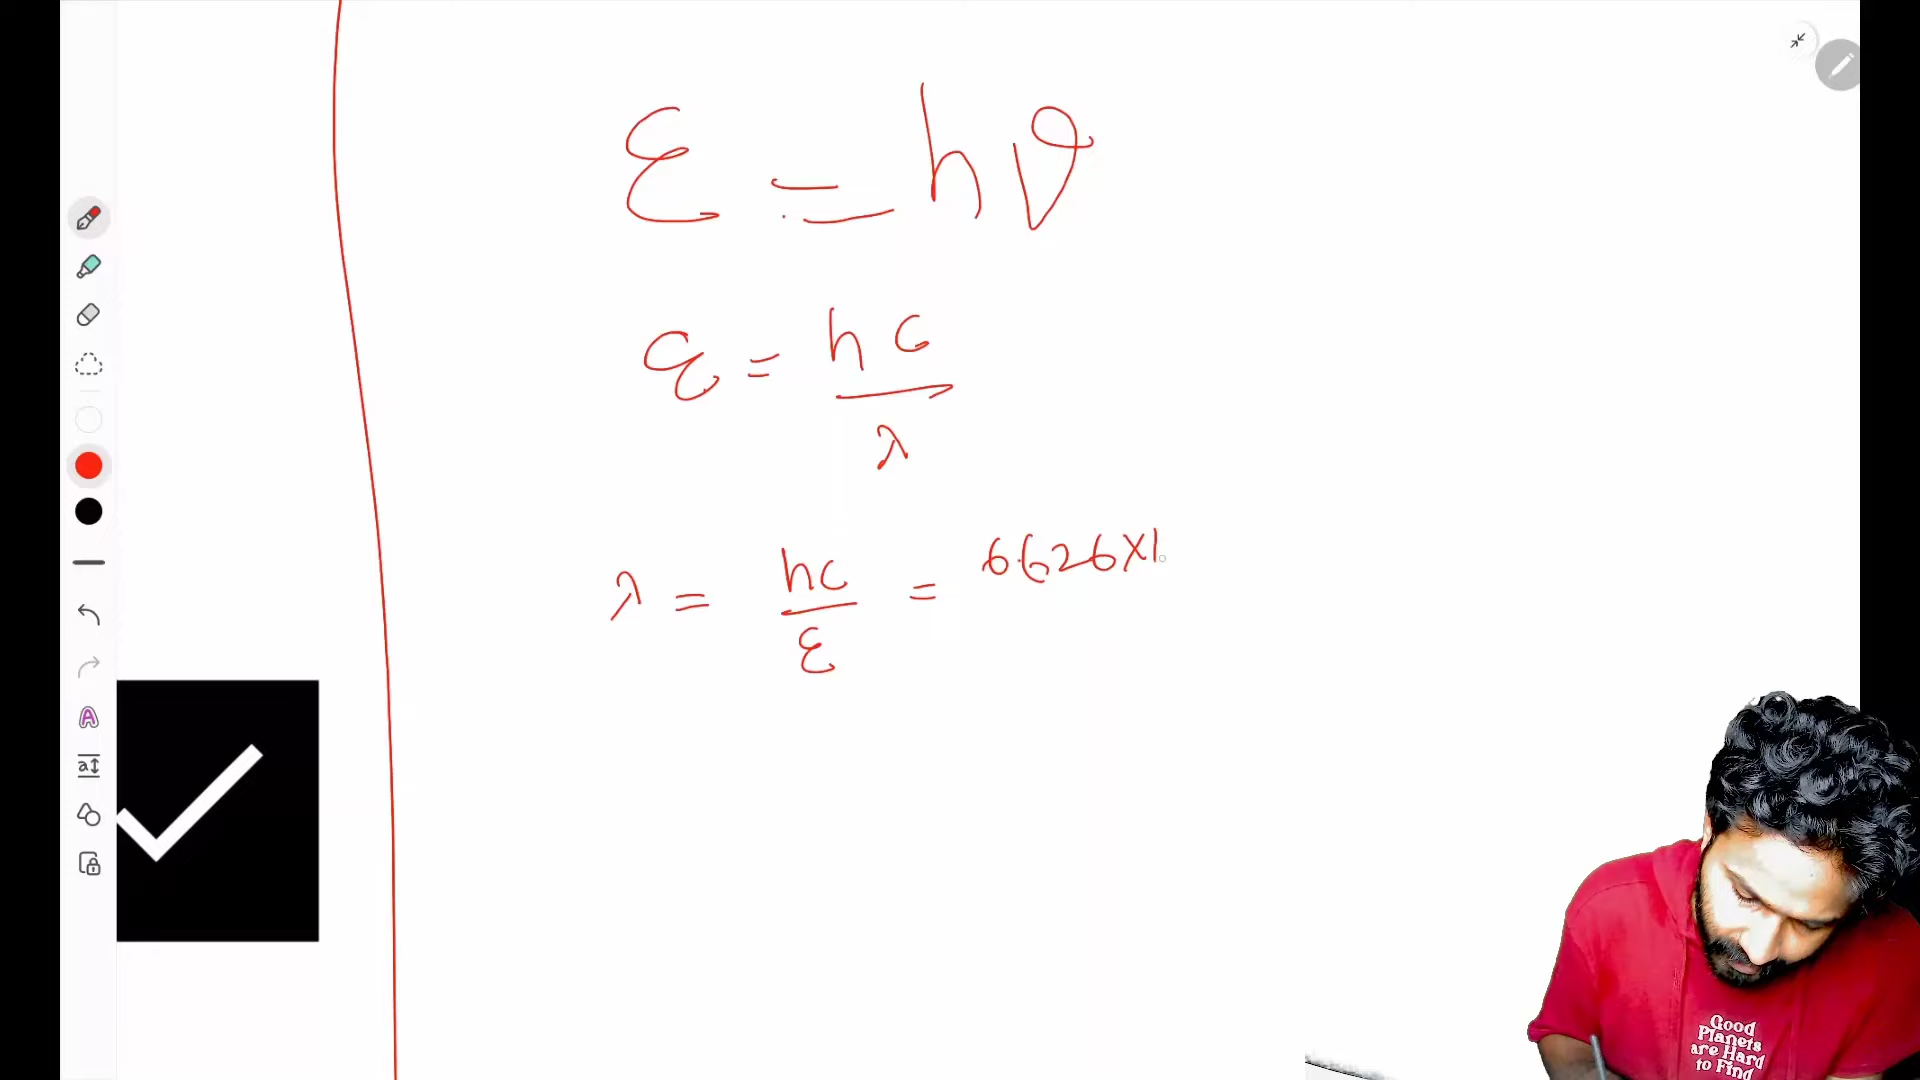 ε = hν
ε = hc/λ
λ = hc/ε = 6.626×1
A
a
Good
Planets
are Hard
to Find